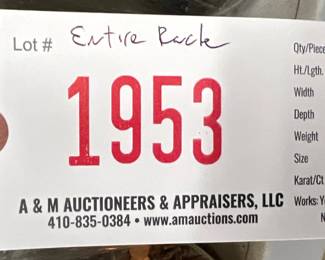 Lot # Entire Rack
Qty/Piece
Ht./Lgth.
1953
Width
Depth
Weight
Size
Karat/Ct
A & M AUCTIONEERS & APPRAISERS, LLC Works: Y
410-835-0384 • www.amauctions.com N